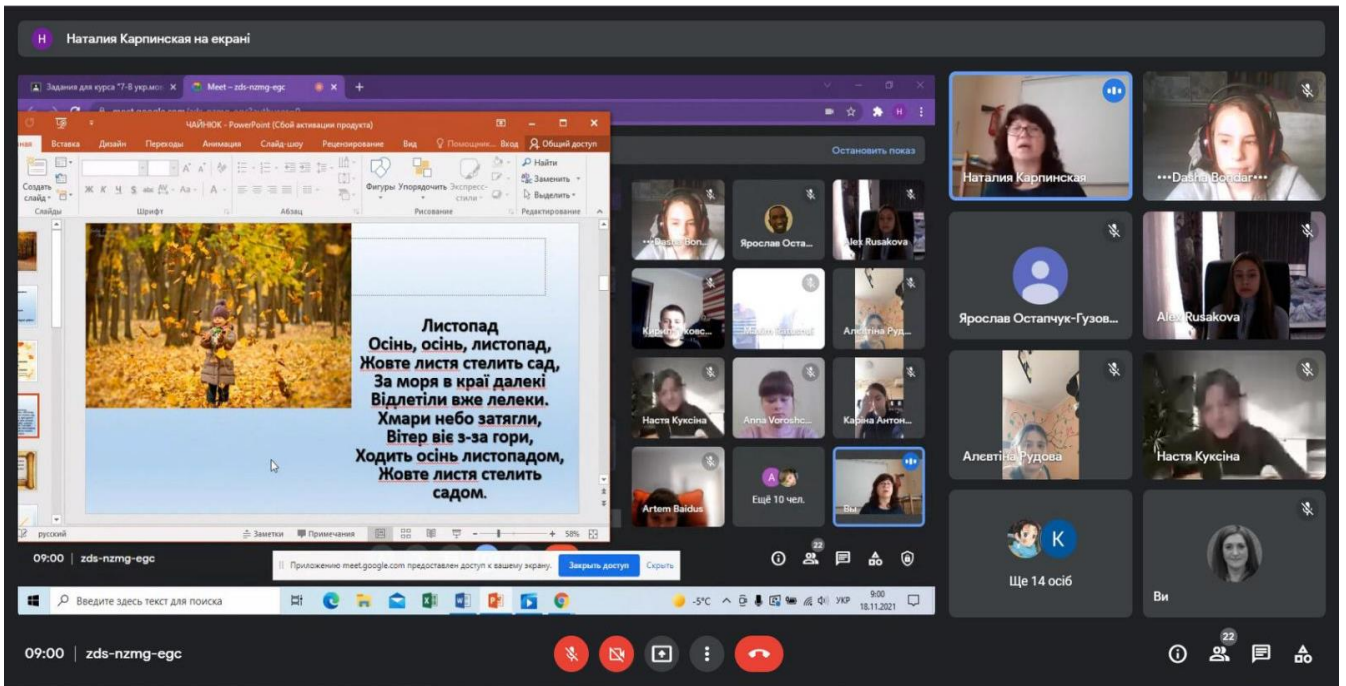 Н Наталия Карпинская на екрані
Задания для курса "7-8 укр.мов
Meet – zds-nzmg-egc
Остановить показ
ЧАЙНЮК - PowerPoint (Сбой активации продукта)
Вставка Дизайн Переходы Анимация Слайд-шоу Рецензирование Вид Помощник... Вход Общий доступ
Создать слайд
Слайды
Ж К Ч S abc AV Aa A
Шрифт
Абзац
Фигуры Упорядочить Экспресс-стили
Рисование
Найти
Заменить
Выделить
Редактирование
Листопад
Осінь, осінь, листопад,
Жовте листя стелить сад,
За моря в краї далекі
Відлетіли вже лелеки.
Хмари небо затягли,
Вітер віє з-за гори,
Ходить осінь листопадом,
Жовте листя стелить
садом.
русский Заметки Примечания 58%
Ярослав Оста... Alex Rusakova
Настя Куксіна Anna Vorosho... Каріна Антон...
Artem Baidus
А
Ещё 10 чел.
Вы
09:00 | zds-nzmg-egc
22
Приложению meet.google.com предоставлен доступ к вашему экрану. Закрыть доступ Скрыть
Введите здесь текст для поиска
-5°C УКР 9:00
18.11.2021
Наталия Карпинская
•••Dasha Bondar•••
Ярослав Остапчук-Гузов...
Alex Rusakova
Алєвтіна Рудова
Настя Куксіна
К
Ще 14 осіб
Ви
09:00 | zds-nzmg-egc
22